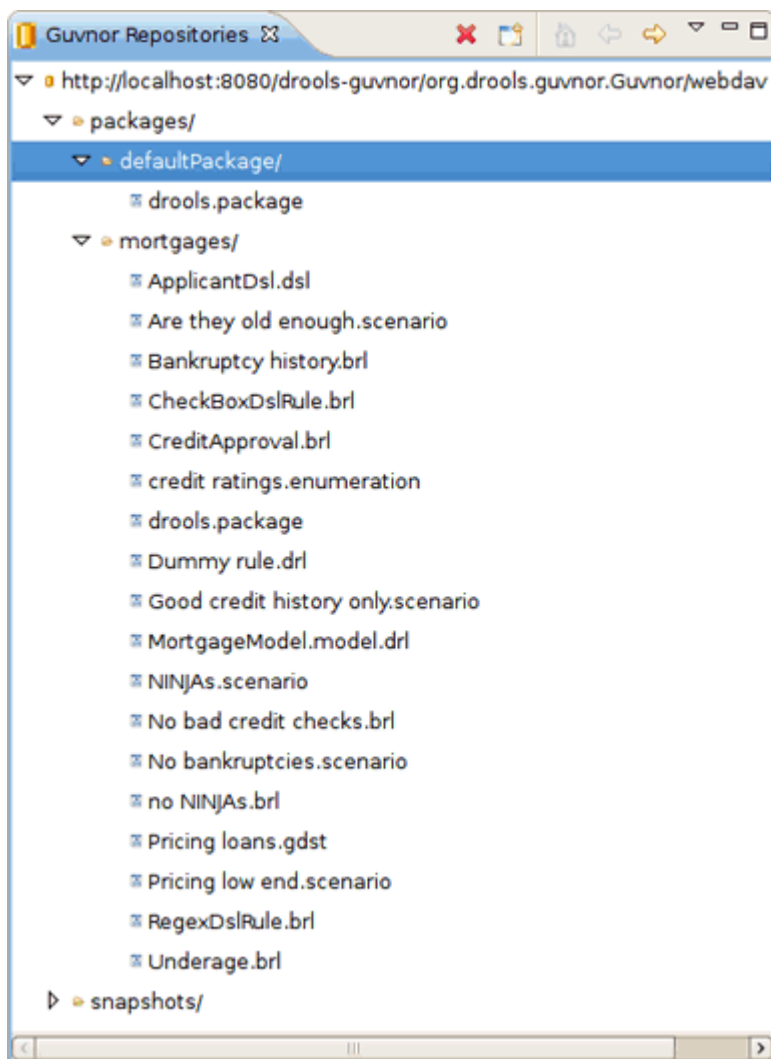 Guvnor Repositories
http://localhost:8080/drools-guvnor/org.drools.guvnor.Guvnor/webdav
packages/
defaultPackage/
drools.package
mortgages/
ApplicantDsl.dsl
Are they old enough.scenario
Bankruptcy history.brl
CheckBoxDslRule.brl
CreditApproval.brl
credit ratings.enumeration
drools.package
Dummy rule.drl
Good credit history only.scenario
MortgageModel.model.drl
NINJAs.scenario
No bad credit checks.brl
No bankruptcies.scenario
no NINJAs.brl
Pricing loans.gdst
Pricing low end.scenario
RegexDslRule.brl
Underage.brl
snapshots/